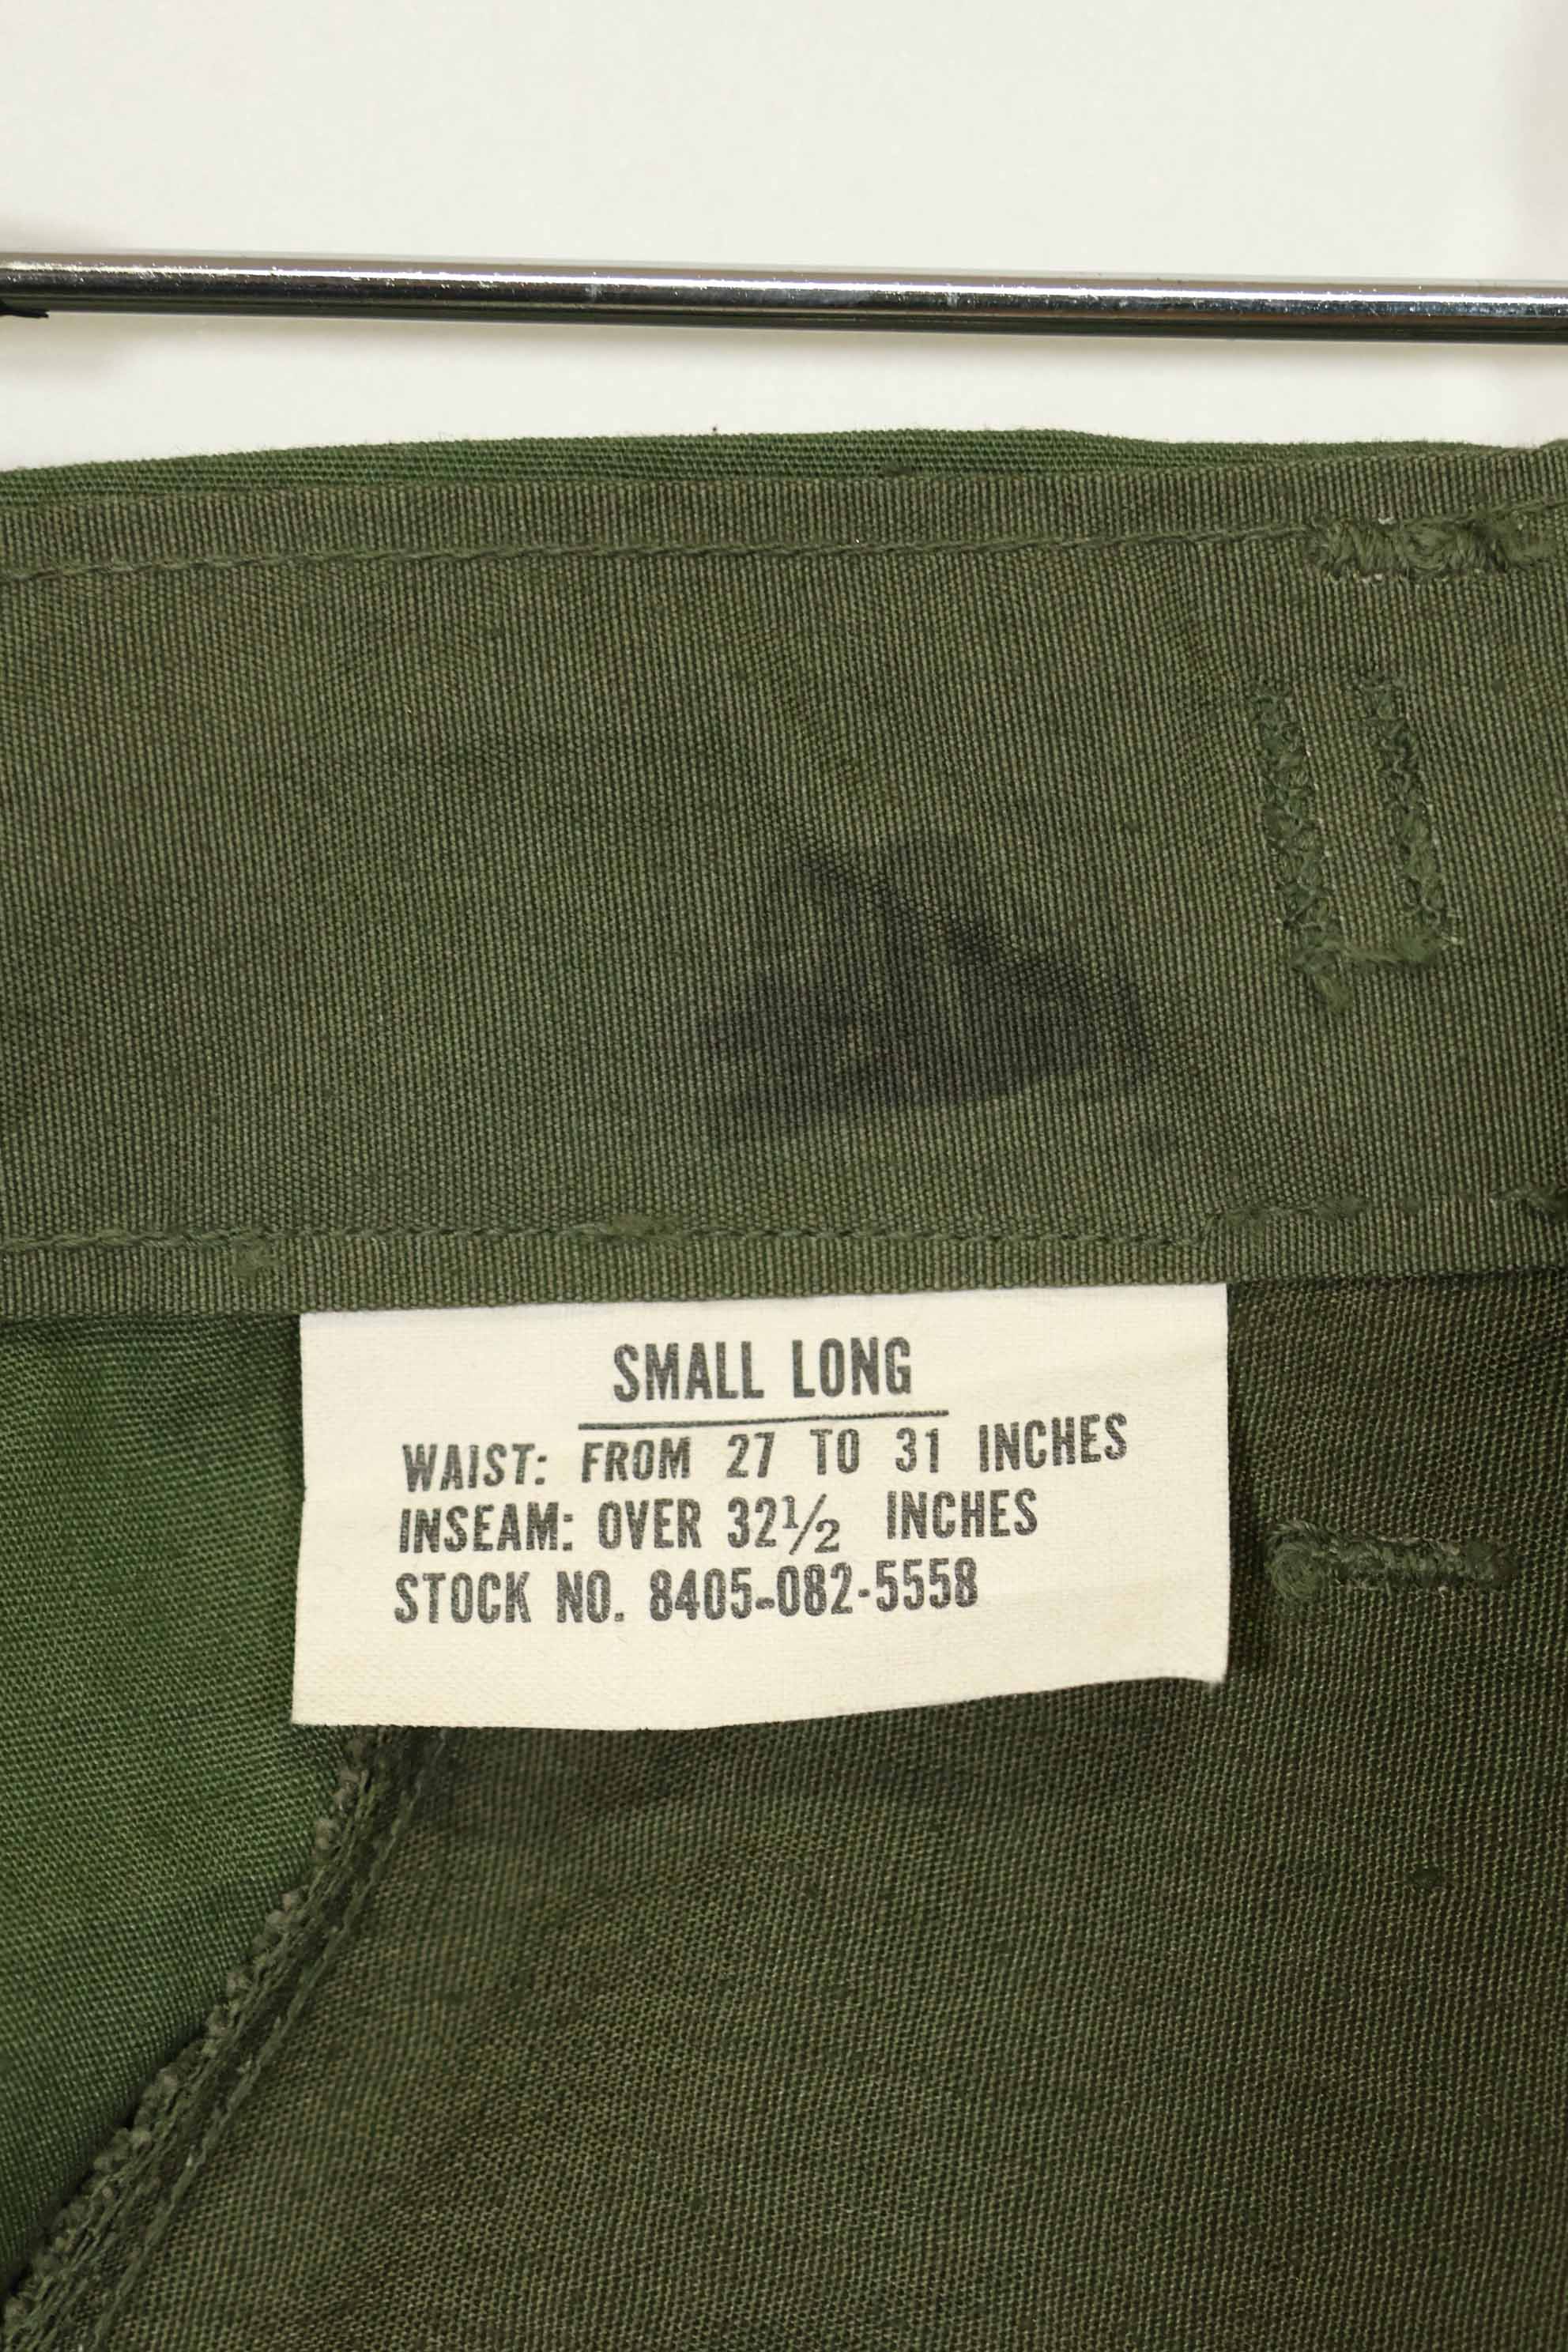 SMALL LONG
WAIST: FROM 27 TO 31 INCHES
INSEAM: OVER 32½ INCHES
STOCK NO. 8405-082-5558